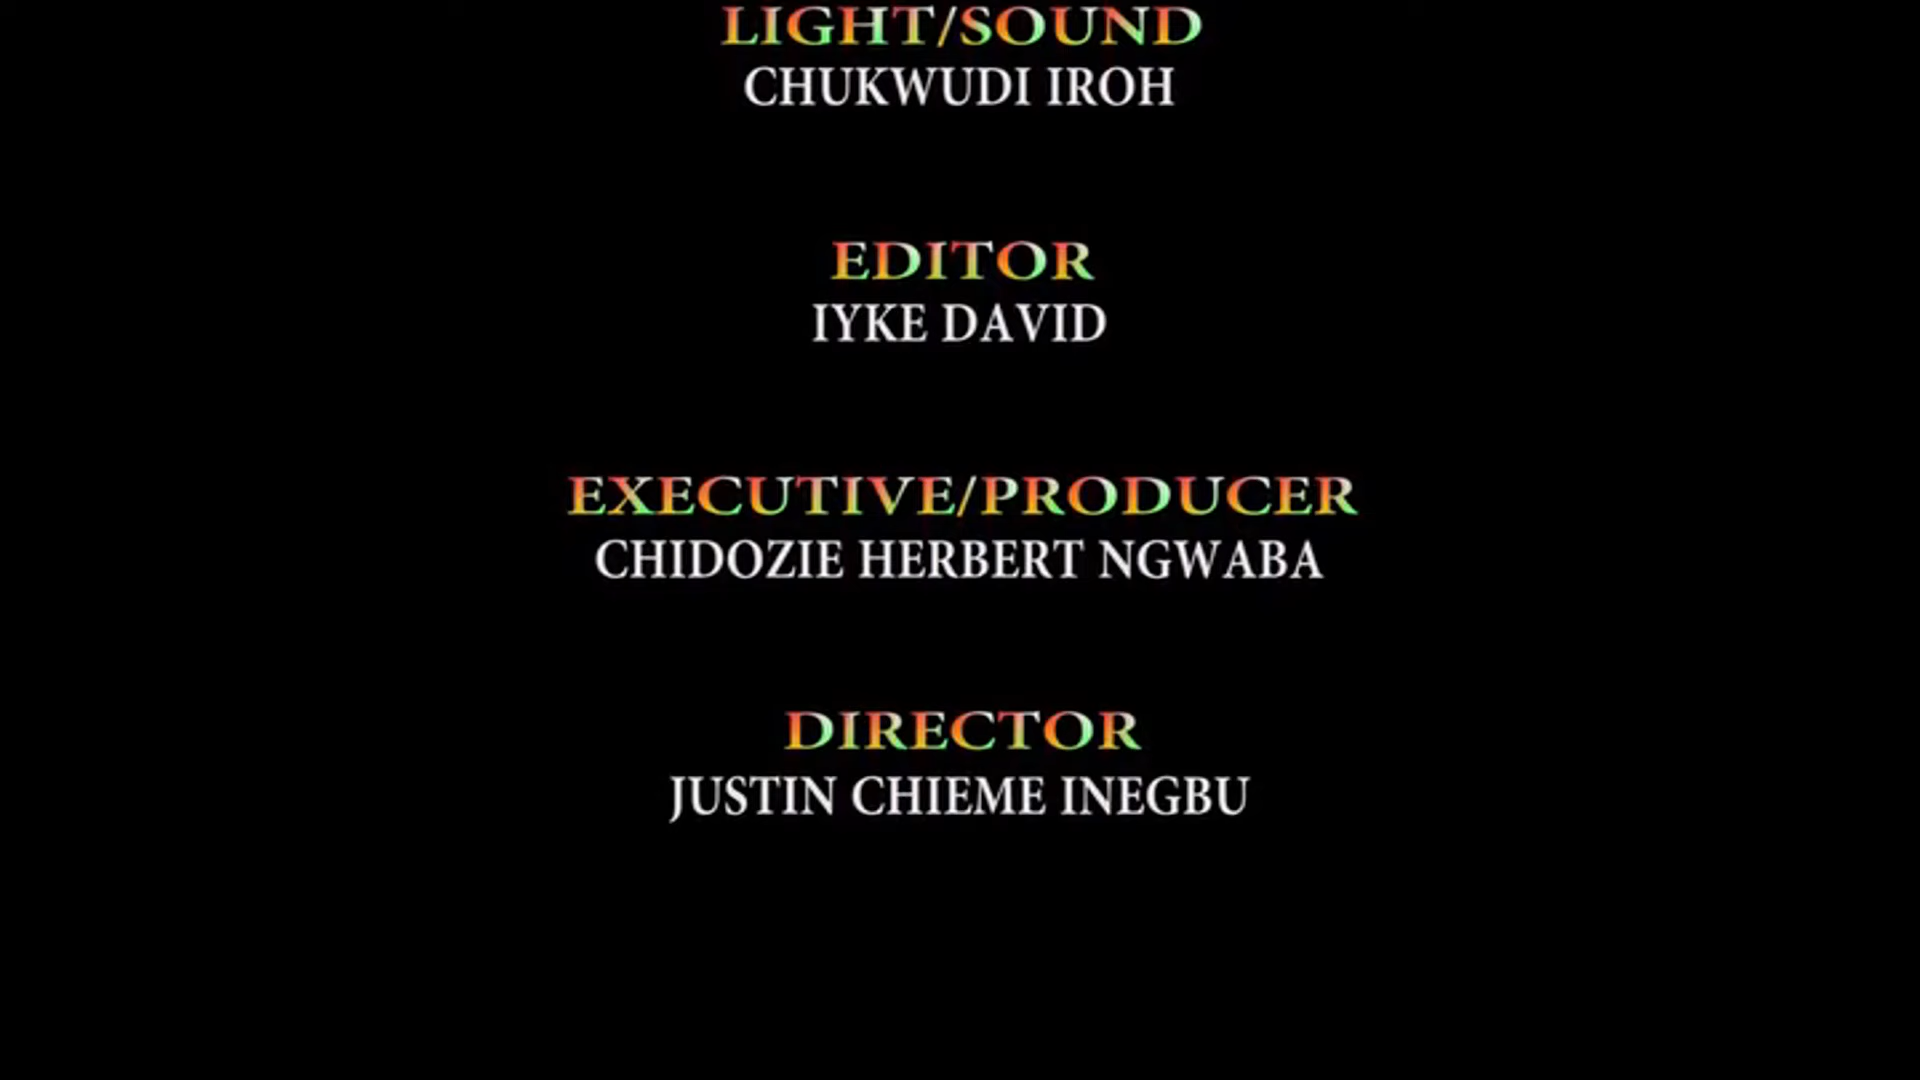 LIGHT/SOUND
CHUKWUDI IROH
EDITOR
IYKE DAVID
EXECUTIVE/PRODUCER
CHIDOZIE HERBERT NGWABA
DIRECTOR
JUSTIN CHIEME INEGBU